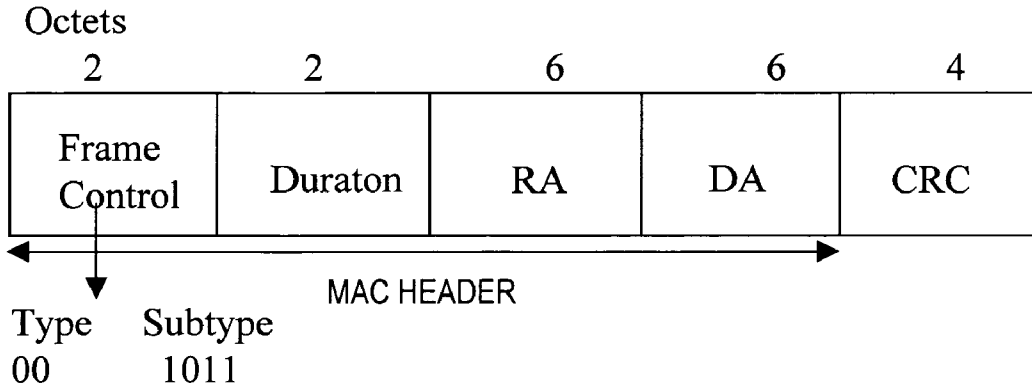 Octets
2 2 6 6 4
Frame Control Duraton RA DA CRC
MAC HEADER
Type Subtype
00 1011